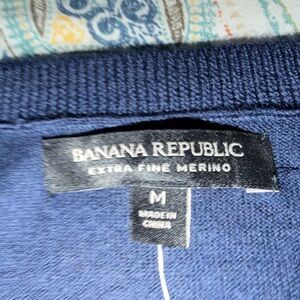 BANANA REPUBLIC
EXTRA FINE MERINO
M
MADE IN
CHINA